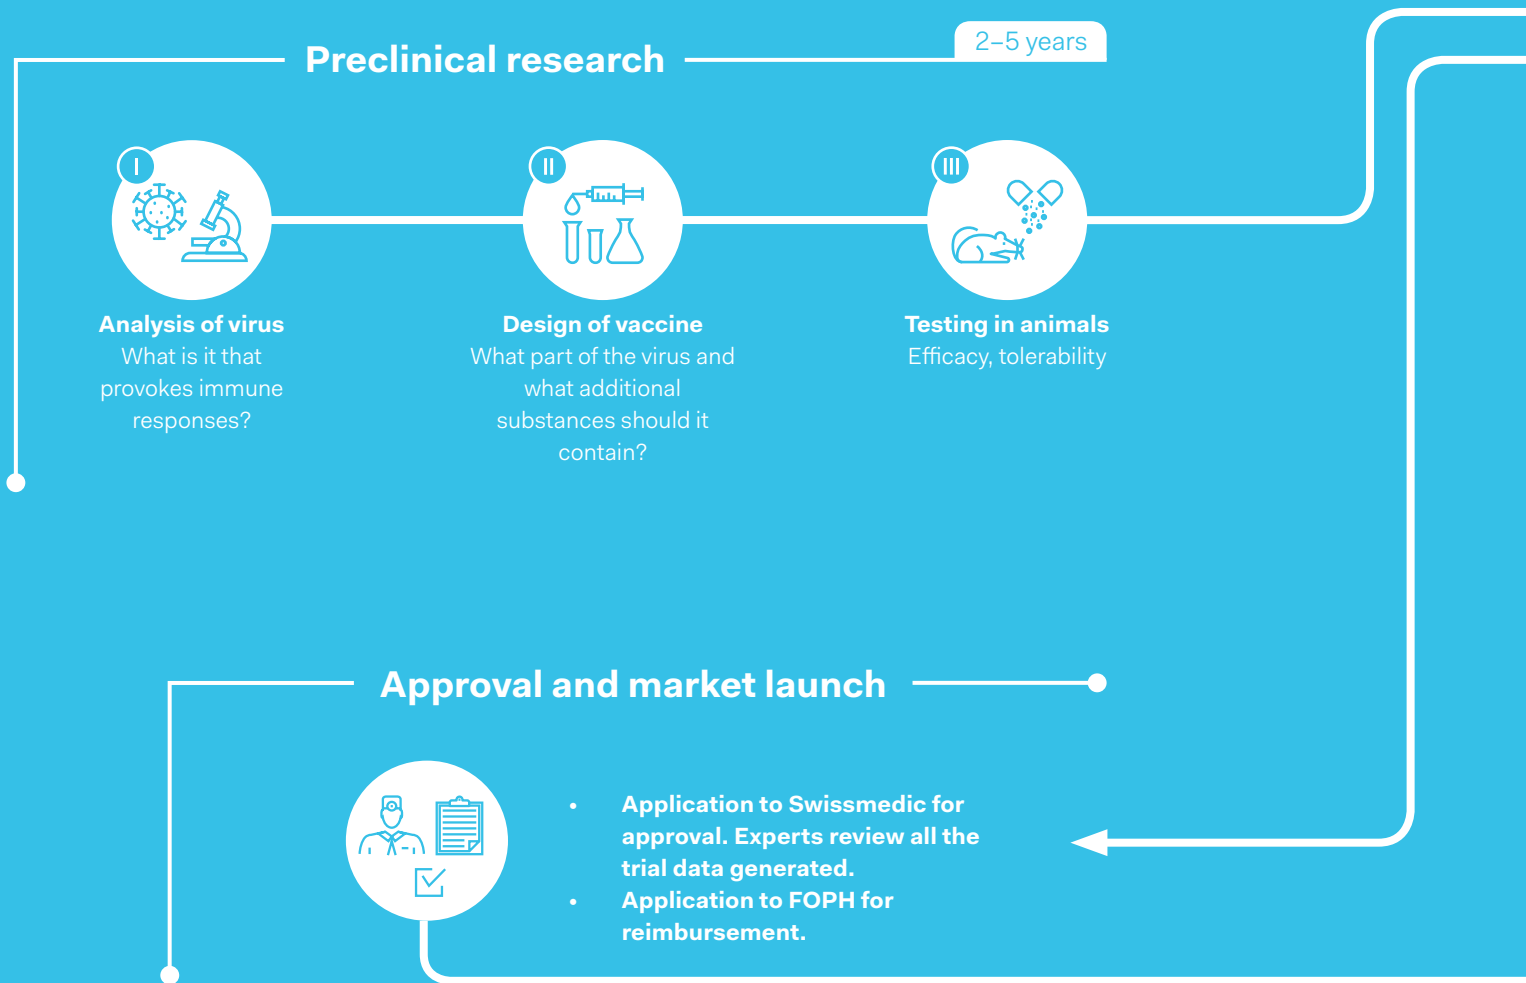 Preclinical research
2–5 years
I
II
III
Analysis of virus
What is it that
provokes immune
responses?
Design of vaccine
What part of the virus and
what additional
substances should it
contain?
Testing in animals
Efficacy, tolerability
Approval and market launch
• Application to Swissmedic for
approval. Experts review all the
trial data generated.
• Application to FOPH for
reimbursement.